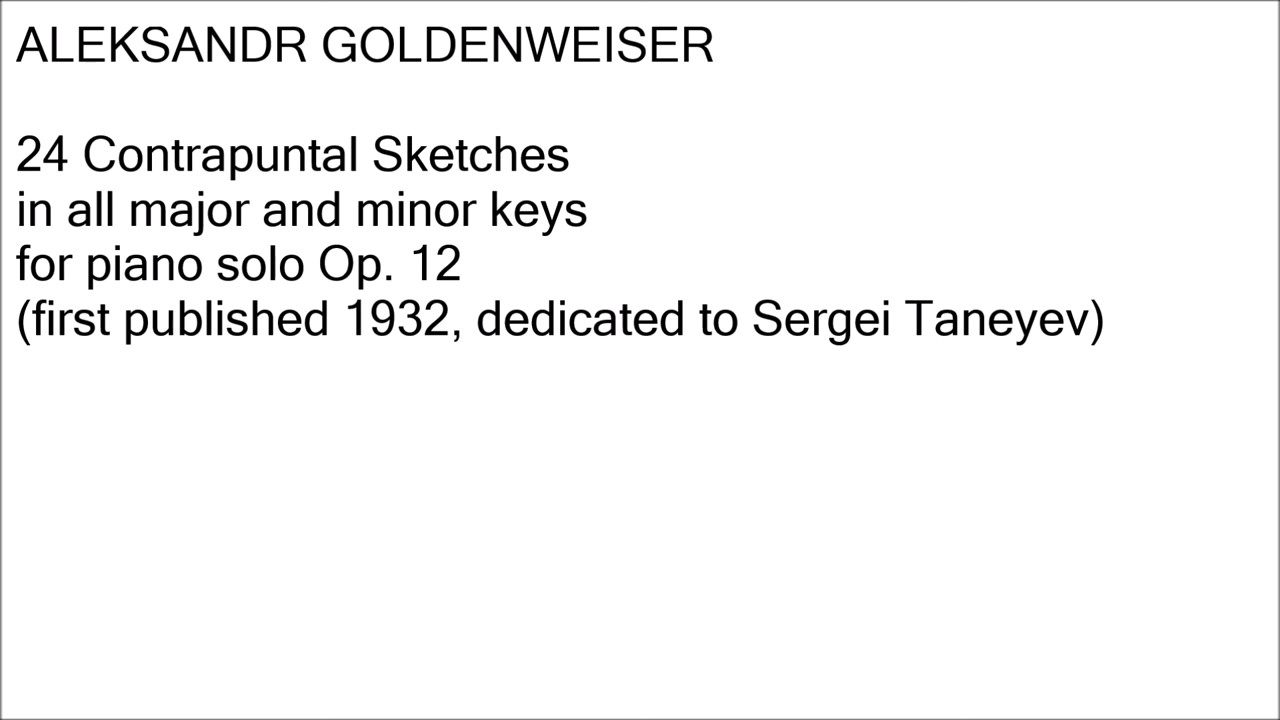 ALEKSANDR GOLDENWEISER
24 Contrapuntal Sketches
in all major and minor keys
for piano solo Op. 12
(first published 1932, dedicated to Sergei Taneyev)